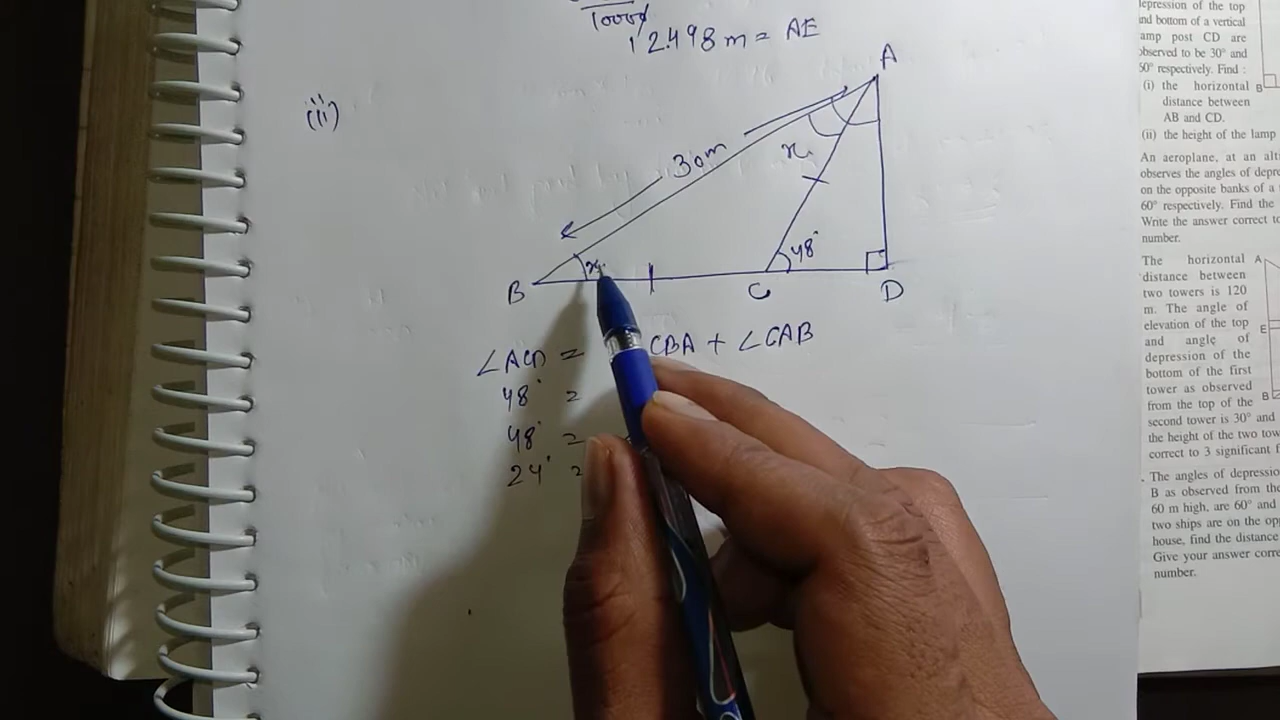 1000
12.498 m = AE
(ii)
A
30m
x
x
48°
B
C
D
∠ACD = CBA + ∠CAB
48° =
48° =
24° =
depression of the top
and bottom of a vertical
lamp post CD are
observed to be 30° and
60° respectively. Find :
(i) the horizontal
distance between
AB and CD.
(ii) the height of the lamp
B
An aeroplane, at an alti
observes the angles of depre
on the opposite banks of a
60° respectively. Find the
Write the answer correct to
number.
The horizontal
distance between
two towers is 120
m. The angle of
elevation of the top
and angle of
depression of the
bottom of the first
tower as observed
from the top of the
second tower is 30° and
the height of the two tow
correct to 3 significant f
A
E
B
The angles of depressio
B as observed from the
60 m high, are 60° and
two ships are on the opp
house, find the distance
Give your answer corre
number.